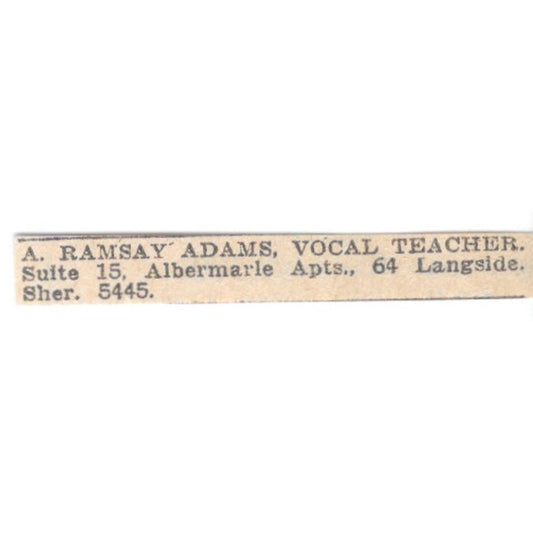 A. RAMSAY ADAMS, VOCAL TEACHER.
Suite 15, Albermarle Apts., 64 Langside.
Sher. 5445.